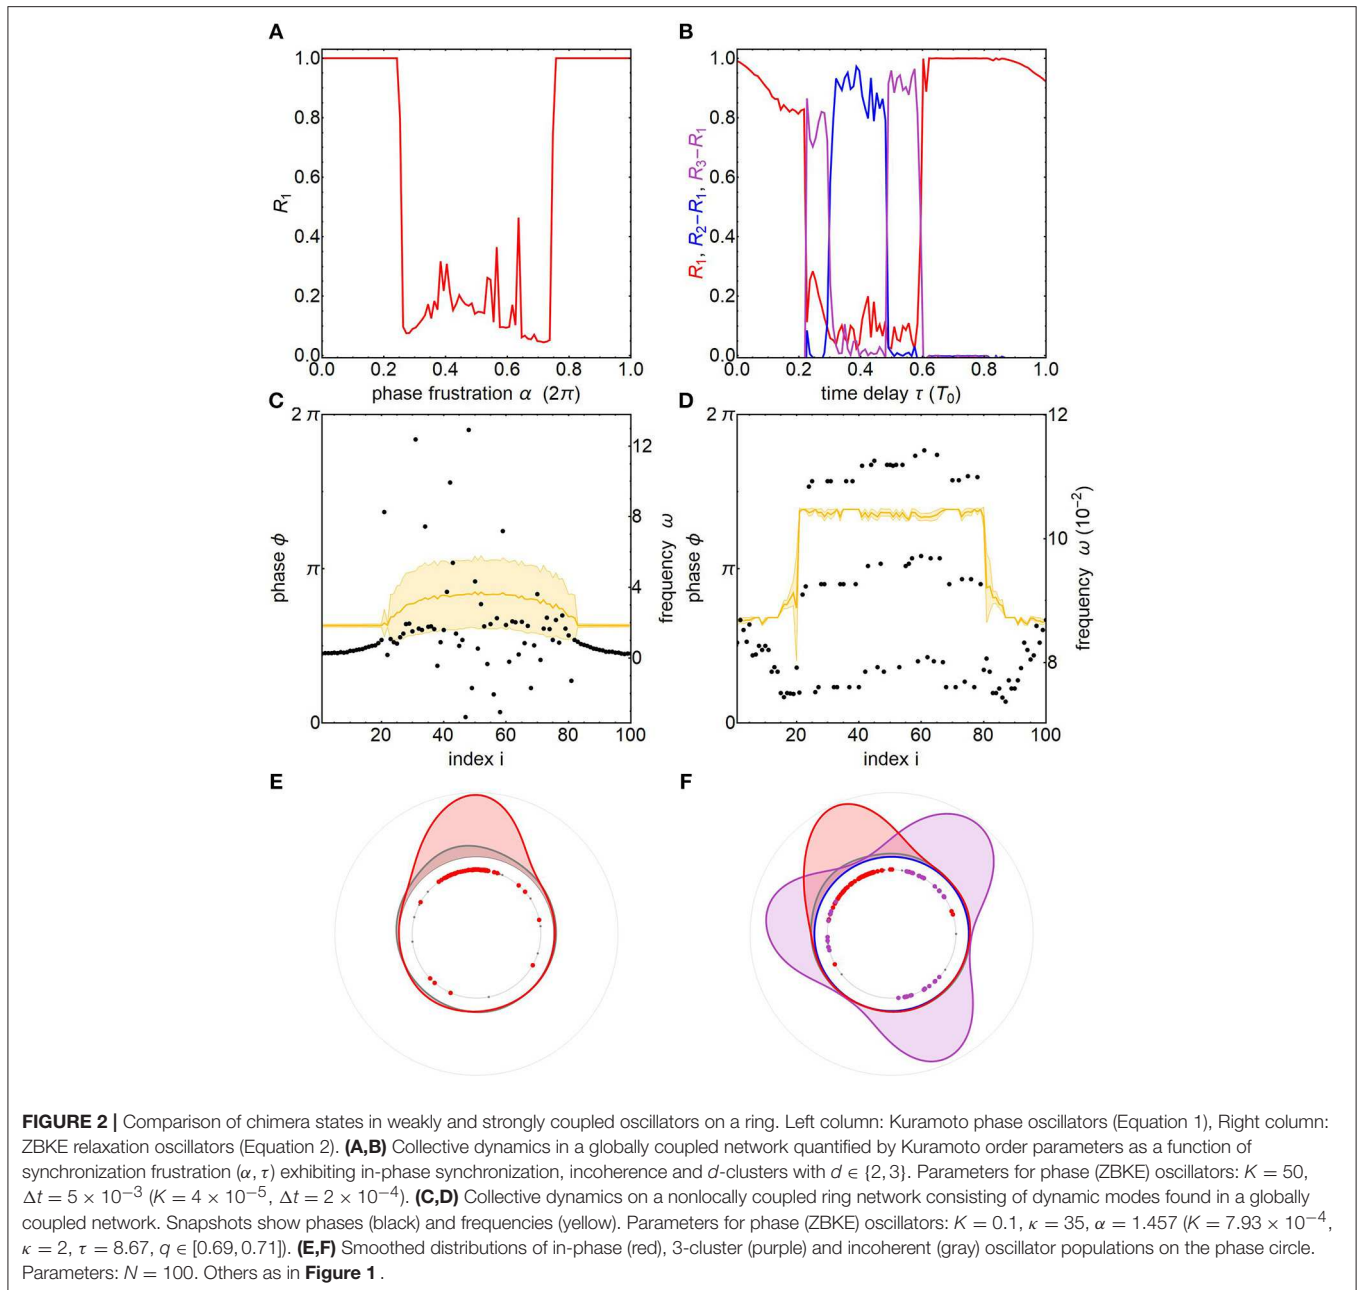 A
B
R1
1.0
0.8
0.6
0.4
0.2
0.0
0.0 0.2 0.4 0.6 0.8 1.0
phase frustration α (2π)
R1, R2−R1, R3−R1
1.0
0.8
0.6
0.4
0.2
0.0
0.0 0.2 0.4 0.6 0.8 1.0
time delay τ (T0)
C
phase ϕ
2 π
π
0
12
8
4
0
frequency ω
20 40 60 80 100
index i
D
phase ϕ
2 π
π
0
12
10
8
frequency ω (10−2)
20 40 60 80 100
index i
E
F
FIGURE 2 | Comparison of chimera states in weakly and strongly coupled oscillators on a ring. Left column: Kuramoto phase oscillators (Equation 1), Right column:
ZBKE relaxation oscillators (Equation 2). (A,B) Collective dynamics in a globally coupled network quantified by Kuramoto order parameters as a function of
synchronization frustration (α, τ) exhibiting in-phase synchronization, incoherence and d-clusters with d ∈ {2, 3}. Parameters for phase (ZBKE) oscillators: K = 50,
Δt = 5 × 10−3 (K = 4 × 10−5, Δt = 2 × 10−4). (C,D) Collective dynamics on a nonlocally coupled ring network consisting of dynamic modes found in a globally
coupled network. Snapshots show phases (black) and frequencies (yellow). Parameters for phase (ZBKE) oscillators: K = 0.1, κ = 35, α = 1.457 (K = 7.93 × 10−4,
κ = 2, τ = 8.67, q ∈ [0.69, 0.71]). (E,F) Smoothed distributions of in-phase (red), 3-cluster (purple) and incoherent (gray) oscillator populations on the phase circle.
Parameters: N = 100. Others as in Figure 1 .